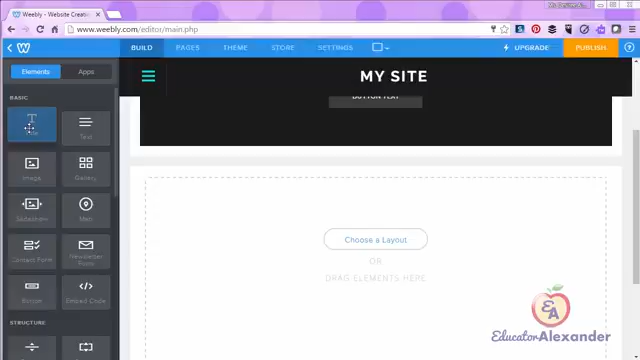 Weebly - Website Creatio
www.weebly.com/editor/main.php
BUILD
PAGES
THEME
STORE
SETTINGS
UPGRADE
PUBLISH
Elements
Apps
MY SITE
BUTTON TEXT
BASIC
Title
Text
Image
Gallery
Slideshow
Map
Contact Form
Newsletter
Form
Button
Embed Code
STRUCTURE
Choose a Layout
OR
DRAG ELEMENTS HERE
EA
EducatorAlexander